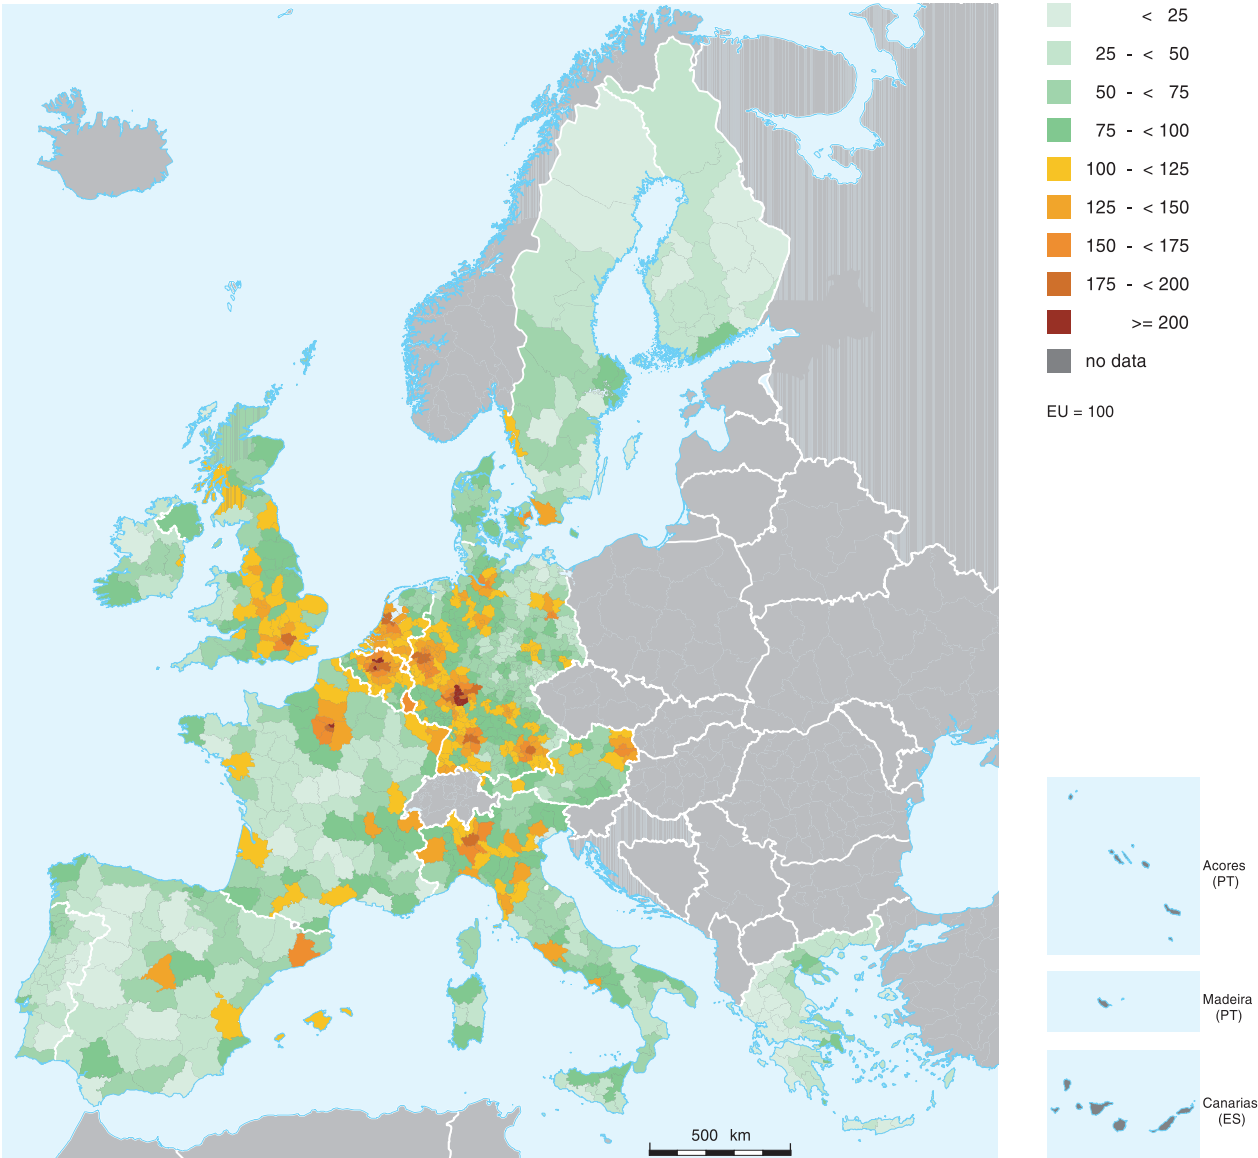 < 25
25 - < 50
50 - < 75
75 - < 100
100 - < 125
125 - < 150
150 - < 175
175 - < 200
>= 200
no data
EU = 100
Acores
(PT)
Madeira
(PT)
Canarias
(ES)
500 km